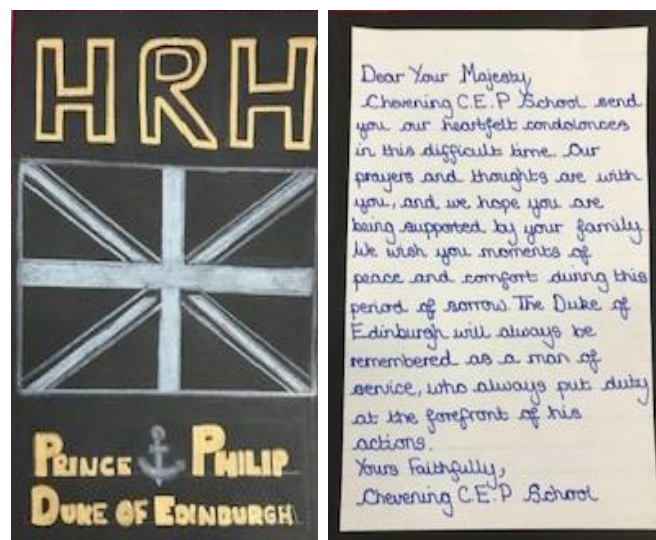 HRH
PRINCE PHILIP
DUKE OF EDINBURGH
Dear Your Majesty,
Chevening C.E.P School send
you our heartfelt condolonces
in this difficult time. Our
prayers and thoughts are with
you, and we hope you are
being supported by your family
We wish you moments of
peace and comfort during this
period of sorrow. The Duke of
Edinburgh will always be
remembered as a man of
service, who always put duty
at the forefront of his
actions.
Yours Faithfully,
Chevening C.E.P School